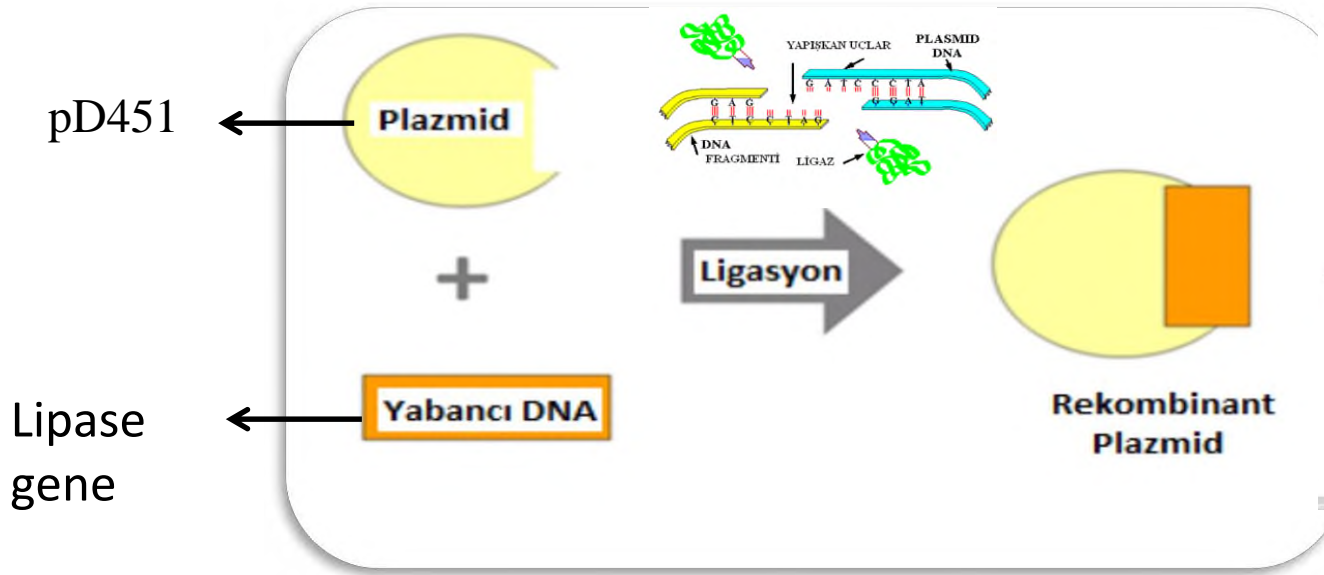 pD451
Plazmid
YAPIŞKAN UCLAR
PLASMID
DNA
G A T C C C T A
G G A T
G A G
C T C C T A G
DNA
FRAGMENTİ
LİGAZ
Ligasyon
Lipase
gene
Yabancı DNA
Rekombinant
Plazmid